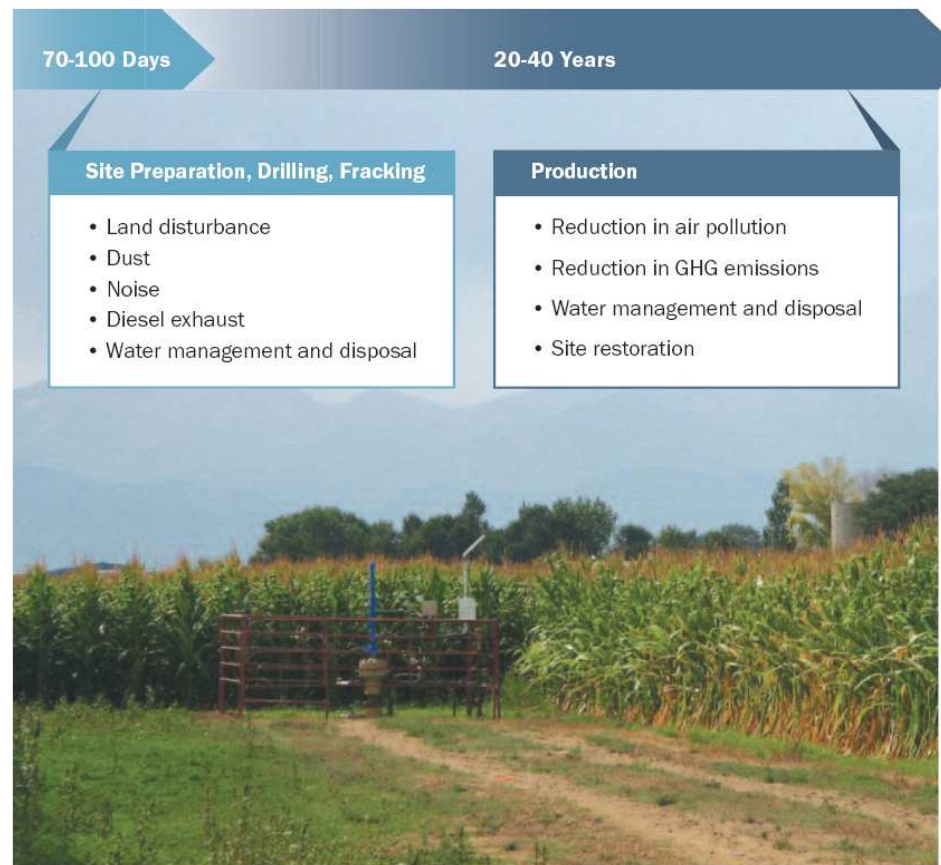 70-100 Days
20-40 Years
Site Preparation, Drilling, Fracking
• Land disturbance
• Dust
• Noise
• Diesel exhaust
• Water management and disposal
Production
• Reduction in air pollution
• Reduction in GHG emissions
• Water management and disposal
• Site restoration